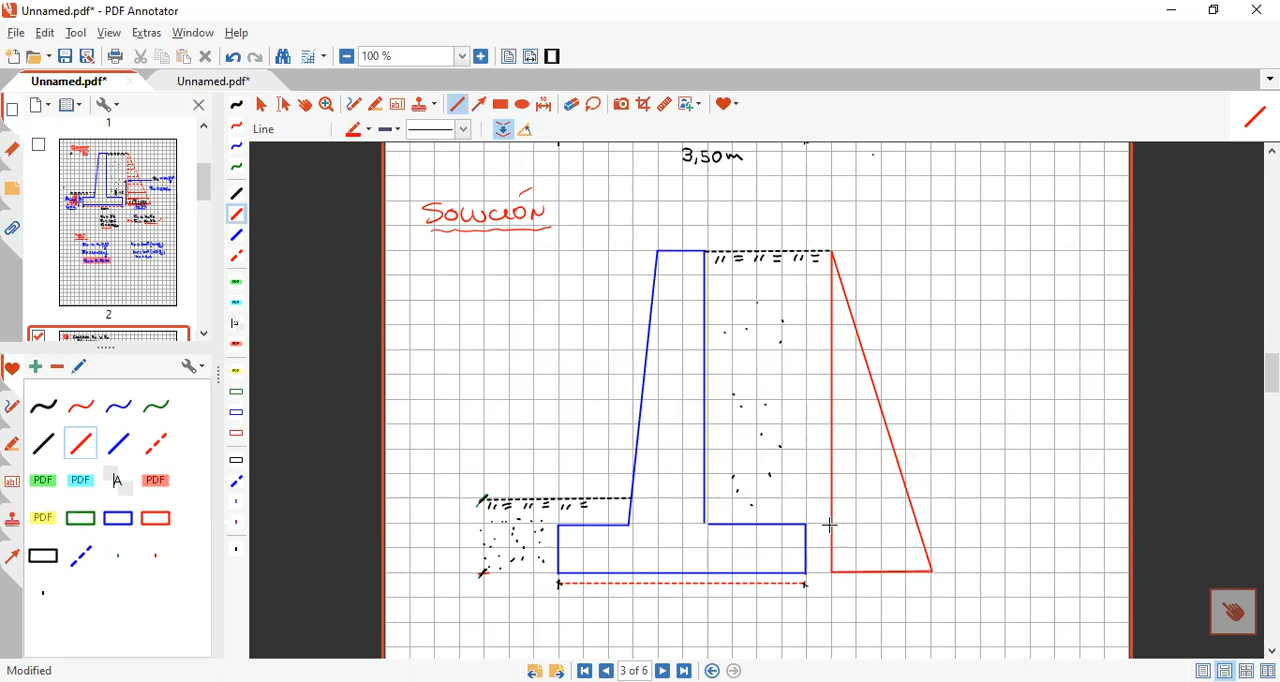 Unnamed.pdf* - PDF Annotator
File Edit Tool View Extras Window Help
100 %
Unnamed.pdf* Unnamed.pdf*
Line
1
2
3,50m
SOLUCIÓN
PDF PDF A PDF
PDF
Modified
3 of 6